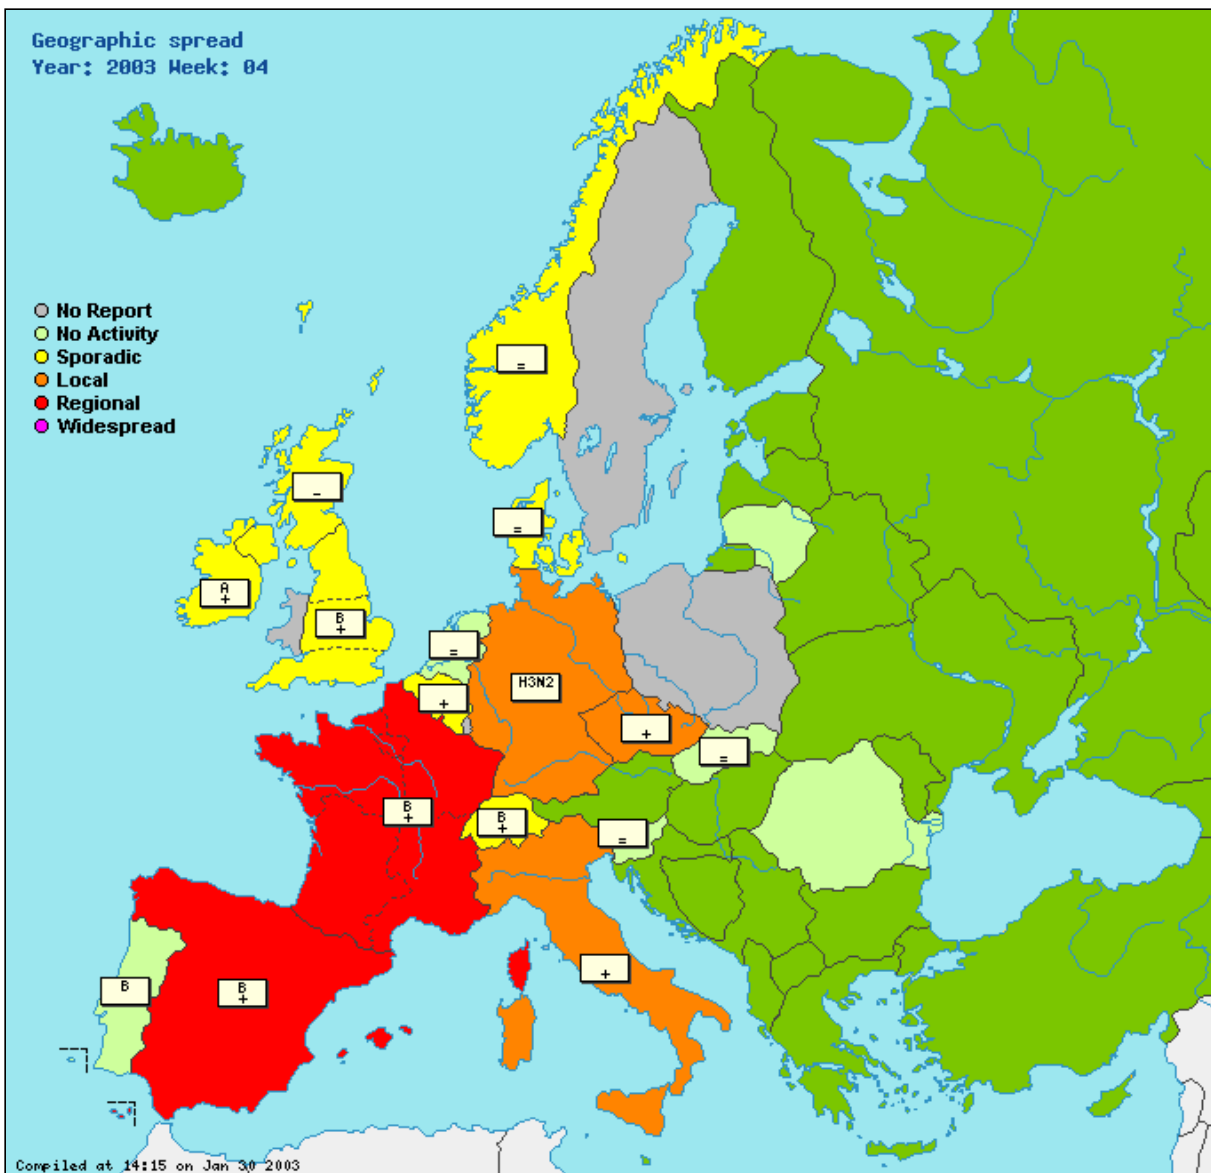 Geographic spread
Year: 2003 Week: 04
No Report
No Activity
Sporadic
Local
Regional
Widespread
=
-
=
A
+
B
+
=
+
H3N2
+
=
B
+
B
+
=
+
B
B
+
Compiled at 14:15 on Jan 30 2003